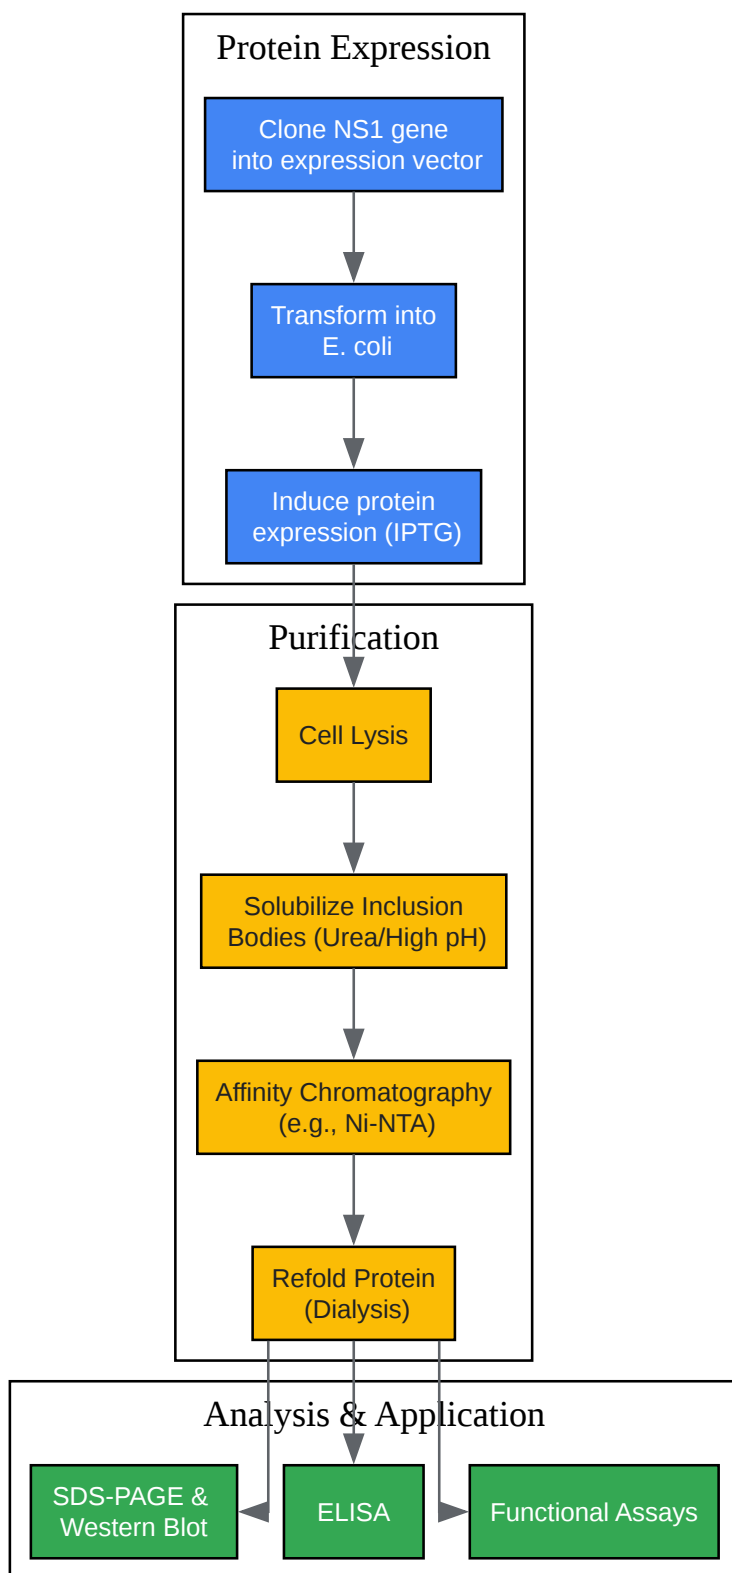 Protein Expression
Clone NS1 gene
into expression vector
Transform into
E. coli
Induce protein
expression (IPTG)
Purification
Cell Lysis
Solubilize Inclusion
Bodies (Urea/High pH)
Affinity Chromatography
(e.g., Ni-NTA)
Refold Protein
(Dialysis)
Analysis & Application
SDS-PAGE &
Western Blot
ELISA
Functional Assays